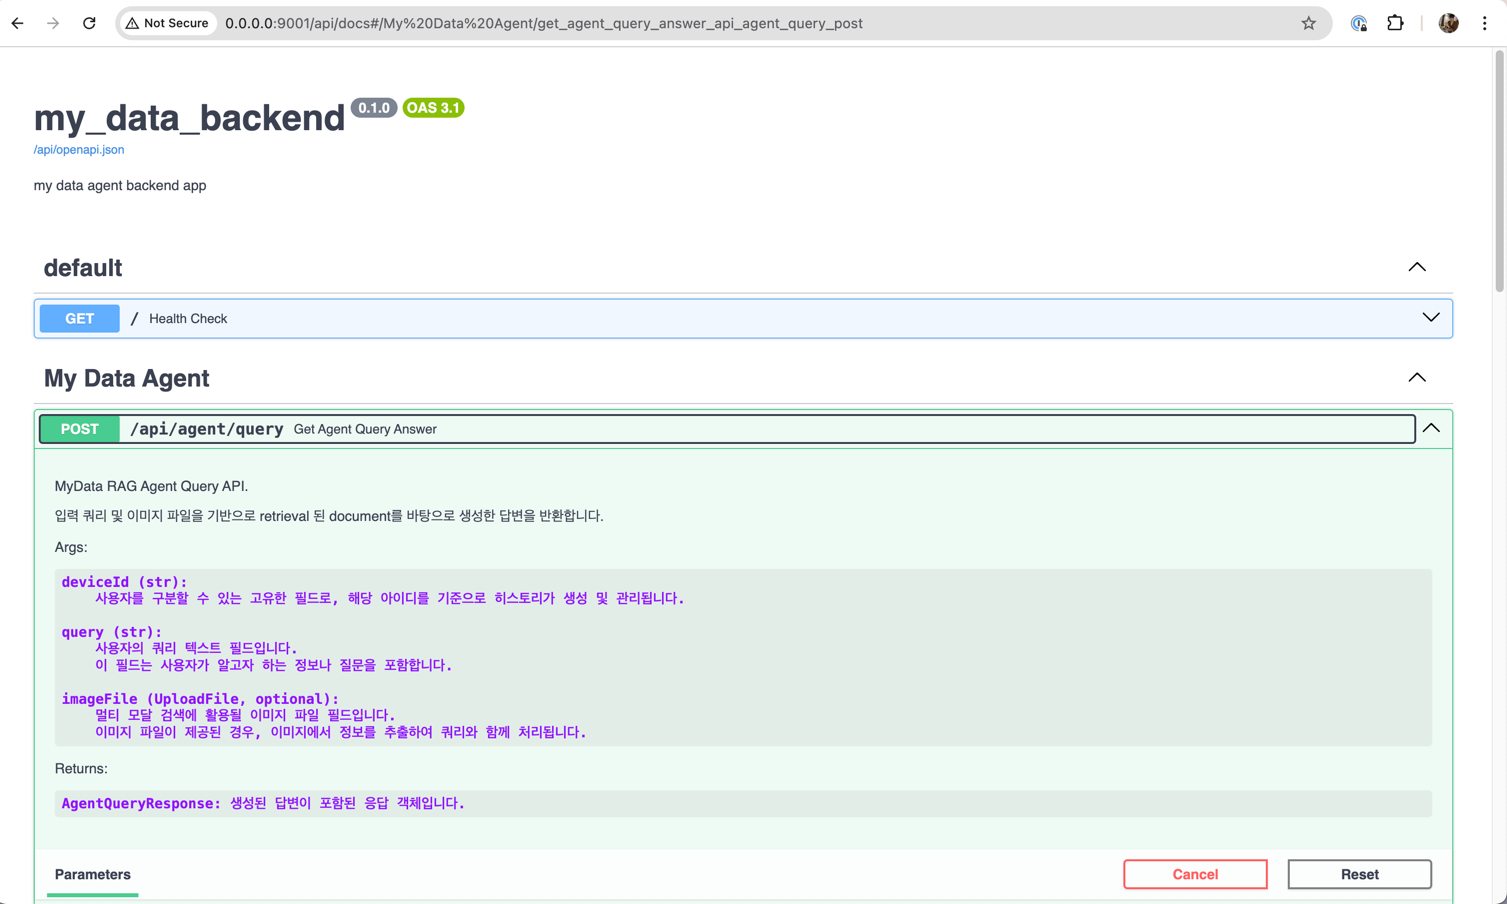 Not Secure 0.0.0.0:9001/api/docs#/My%20Data%20Agent/get_agent_query_answer_api_agent_query_post
my_data_backend 0.1.0 OAS 3.1
/api/openapi.json
my data agent backend app
default
GET / Health Check
My Data Agent
POST /api/agent/query Get Agent Query Answer
MyData RAG Agent Query API.
입력 쿼리 및 이미지 파일을 기반으로 retrieval 된 document를 바탕으로 생성한 답변을 반환합니다.
Args:
deviceId (str):
사용자를 구분할 수 있는 고유한 필드로, 해당 아이디를 기준으로 히스토리가 생성 및 관리됩니다.
query (str):
사용자의 쿼리 텍스트 필드입니다.
이 필드는 사용자가 알고자 하는 정보나 질문을 포함합니다.
imageFile (UploadFile, optional):
멀티 모달 검색에 활용될 이미지 파일 필드입니다.
이미지 파일이 제공된 경우, 이미지에서 정보를 추출하여 쿼리와 함께 처리됩니다.
Returns:
AgentQueryResponse: 생성된 답변이 포함된 응답 객체입니다.
Parameters Cancel Reset